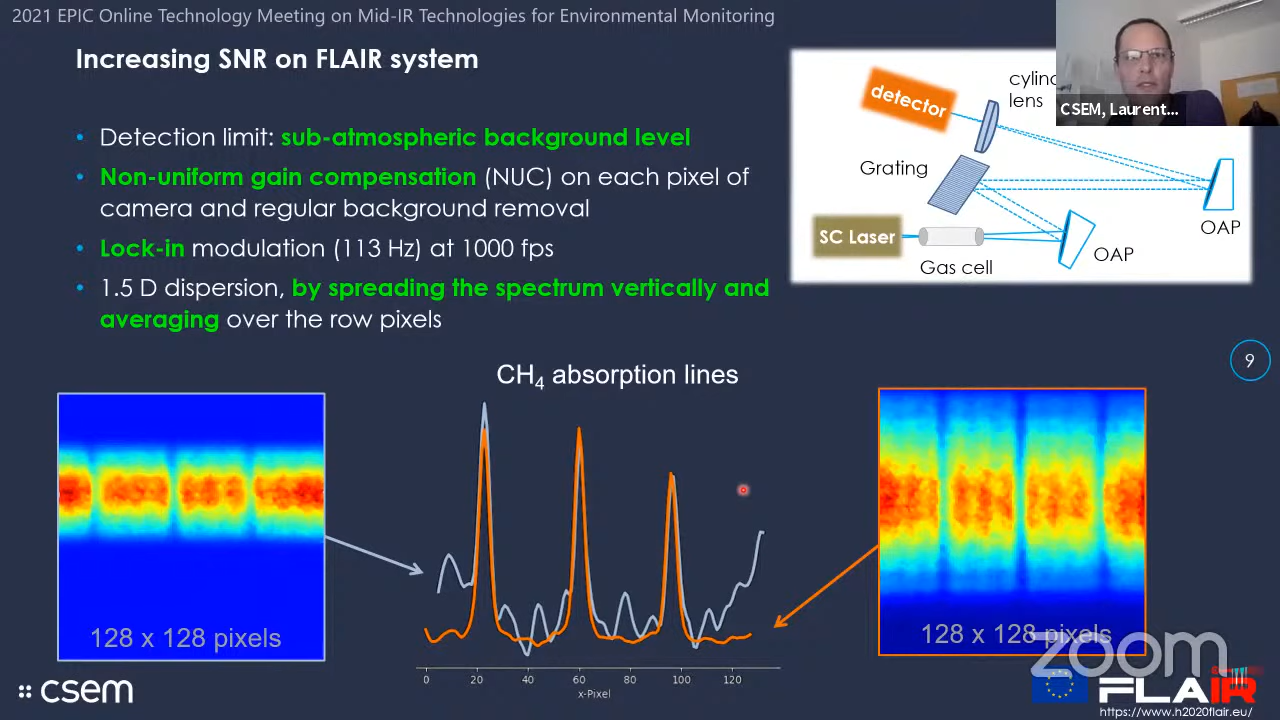 2021 EPIC Online Technology Meeting on Mid-IR Technologies for Environmental Monitoring
Increasing SNR on FLAIR system
• Detection limit: sub-atmospheric background level
• Non-uniform gain compensation (NUC) on each pixel of
camera and regular background removal
• Lock-in modulation (113 Hz) at 1000 fps
• 1.5 D dispersion, by spreading the spectrum vertically and
averaging over the row pixels
detector
lens
Grating
SC Laser
Gas cell
OAP
OAP
CSEM, Laurent...
9
CH₄ absorption lines
128 x 128 pixels
128 x 128 pixels
0 20 40 60 80 100 120
x-Pixel
csem
zoom
FLAIR
https://www.h2020flair.eu/